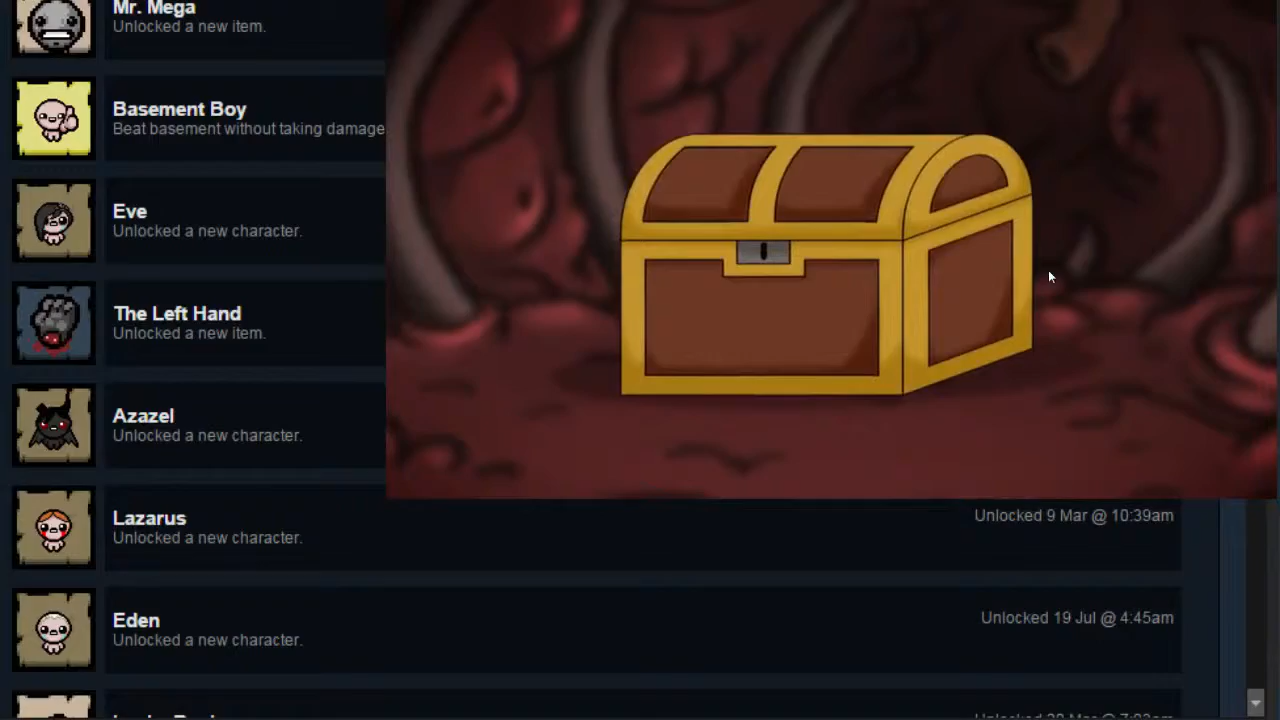 Mr. Mega
Unlocked a new item.
Basement Boy
Beat basement without taking damage
Eve
Unlocked a new character.
The Left Hand
Unlocked a new item.
Azazel
Unlocked a new character.
Lazarus
Unlocked a new character.
Unlocked 9 Mar @ 10:39am
Eden
Unlocked a new character.
Unlocked 19 Jul @ 4:45am